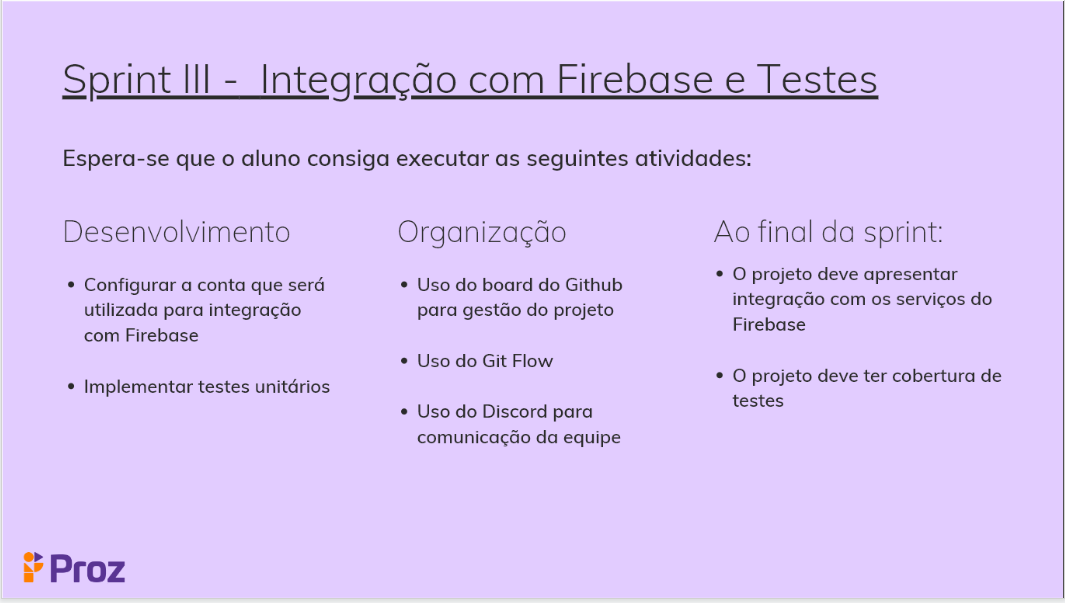 Sprint III - Integração com Firebase e Testes
Espera-se que o aluno consiga executar as seguintes atividades:
Desenvolvimento
• Configurar a conta que será
utilizada para integração
com Firebase
• Implementar testes unitários
Organização
• Uso do board do Github
para gestão do projeto
• Uso do Git Flow
• Uso do Discord para
comunicação da equipe
Ao final da sprint:
• O projeto deve apresentar
integração com os serviços do
Firebase
• O projeto deve ter cobertura de
testes
Proz